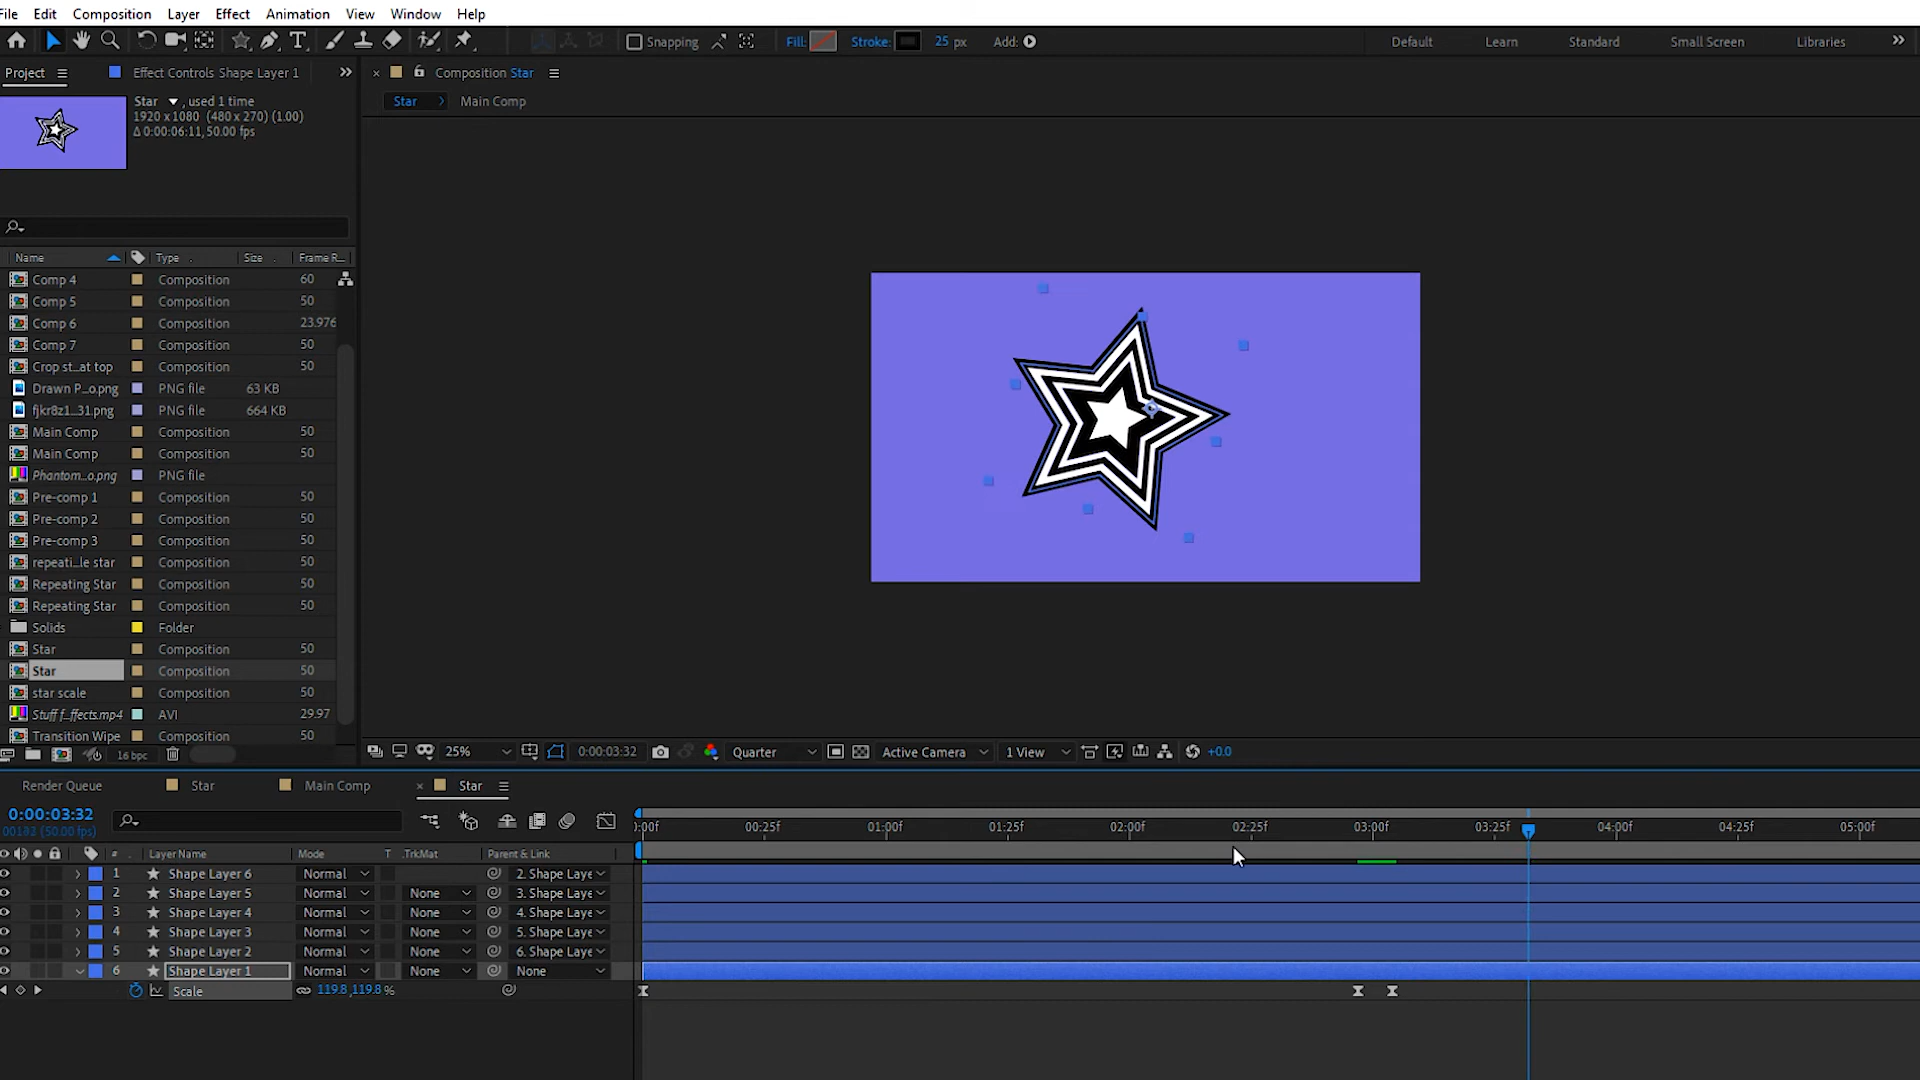 File Edit Composition Layer Effect Animation View Window Help
Snapping Fill: Stroke: 25 px Add: Default Learn Standard Small Screen Libraries
Project Effect Controls Shape Layer 1 Composition Star
Star , used 1 time
1920 x 1080 (480 x 270) (1.00)
Δ 0:00:06:11, 50.00 fps
Star Main Comp
Name Type Size Frame R...
Comp 4 Composition 60
Comp 5 Composition 50
Comp 6 Composition 23.976
Comp 7 Composition 50
Crop st...at top Composition 50
Drawn P...o.png PNG file 63 KB
fjkr8z1...31.png PNG file 664 KB
Main Comp Composition 50
Main Comp Composition 50
Phantom...o.png PNG file
Pre-comp 1 Composition 50
Pre-comp 2 Composition 50
Pre-comp 3 Composition 50
repeati...le star Composition 50
Repeating Star Composition 50
Repeating Star Composition 50
Solids Folder
Star Composition 50
Star Composition 50
star scale Composition 50
Stuff f...ffects.mp4 AVI 29.97
Transition Wipe Composition 50
16 bpc
25% 0:00:03:32 Quarter Active Camera 1 View +0.0
Render Queue Star Main Comp Star
0:00:03:32
(50.00 fps)
:00f 00:25f 01:00f 01:25f 02:00f 02:25f 03:00f 03:25f 04:00f 04:25f 05:00f
# Layer Name Mode T .TrkMat Parent & Link
1 Shape Layer 6 Normal 2. Shape Laye
2 Shape Layer 5 Normal None 3. Shape Laye
3 Shape Layer 4 Normal None 4. Shape Laye
4 Shape Layer 3 Normal None 5. Shape Laye
5 Shape Layer 2 Normal None 6. Shape Laye
6 Shape Layer 1 Normal None None
Scale 119.8,119.8 %